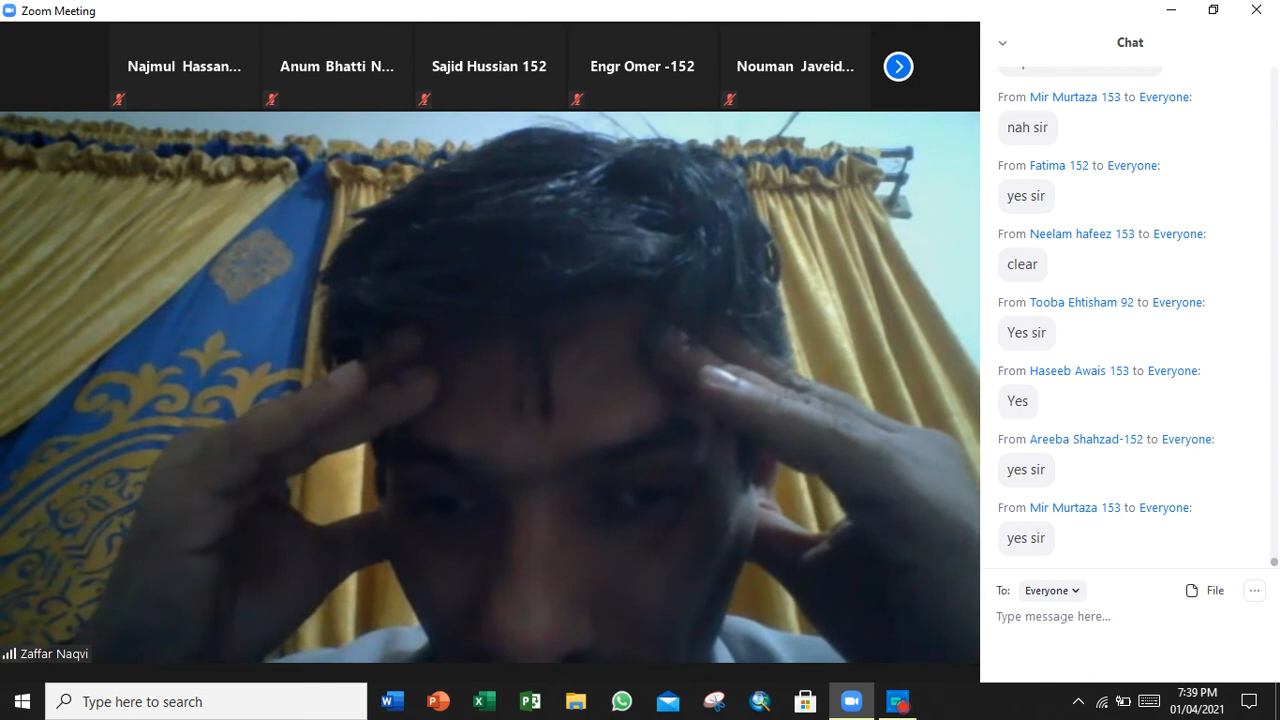 Zoom Meeting
Najmul Hassan...
Anum Bhatti N...
Sajid Hussian 152
Engr Omer -152
Nouman Javeid...
Chat
From Mir Murtaza 153 to Everyone:
nah sir
From Fatima 152 to Everyone:
yes sir
From Neelam hafeez 153 to Everyone:
clear
From Tooba Ehtisham 92 to Everyone:
Yes sir
From Haseeb Awais 153 to Everyone:
Yes
From Areeba Shahzad-152 to Everyone:
yes sir
From Mir Murtaza 153 to Everyone:
yes sir
To: Everyone
File
Type message here...
Zaffar Naqvi
Type here to search
7:39 PM
01/04/2021